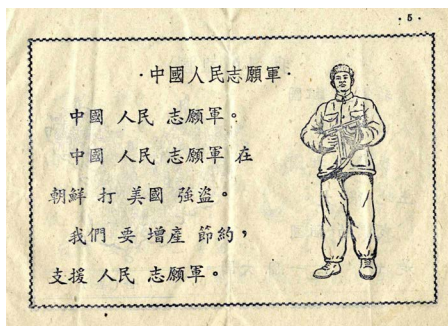 ·5·
·中國人民志願軍·
中國 人民 志願軍。
中國 人民 志願軍 在
朝鮮 打 美國 強盜。
我們 要 增產 節約，
支援 人民 志願軍。